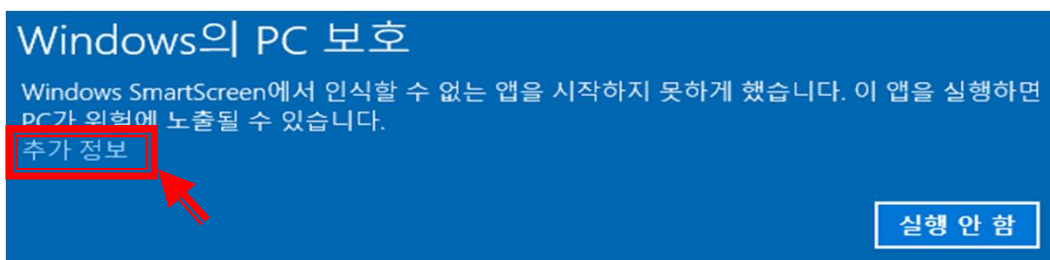 Windows의 PC 보호
Windows SmartScreen에서 인식할 수 없는 앱을 시작하지 못하게 했습니다. 이 앱을 실행하면
PC가 위험에 노출될 수 있습니다.
추가 정보
실행 안 함